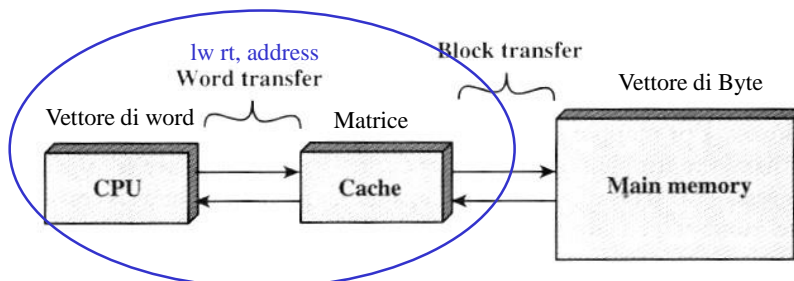 lw rt, address
Word transfer
Block transfer
Vettore di Byte
Vettore di word
Matrice
CPU
Cache
Main memory